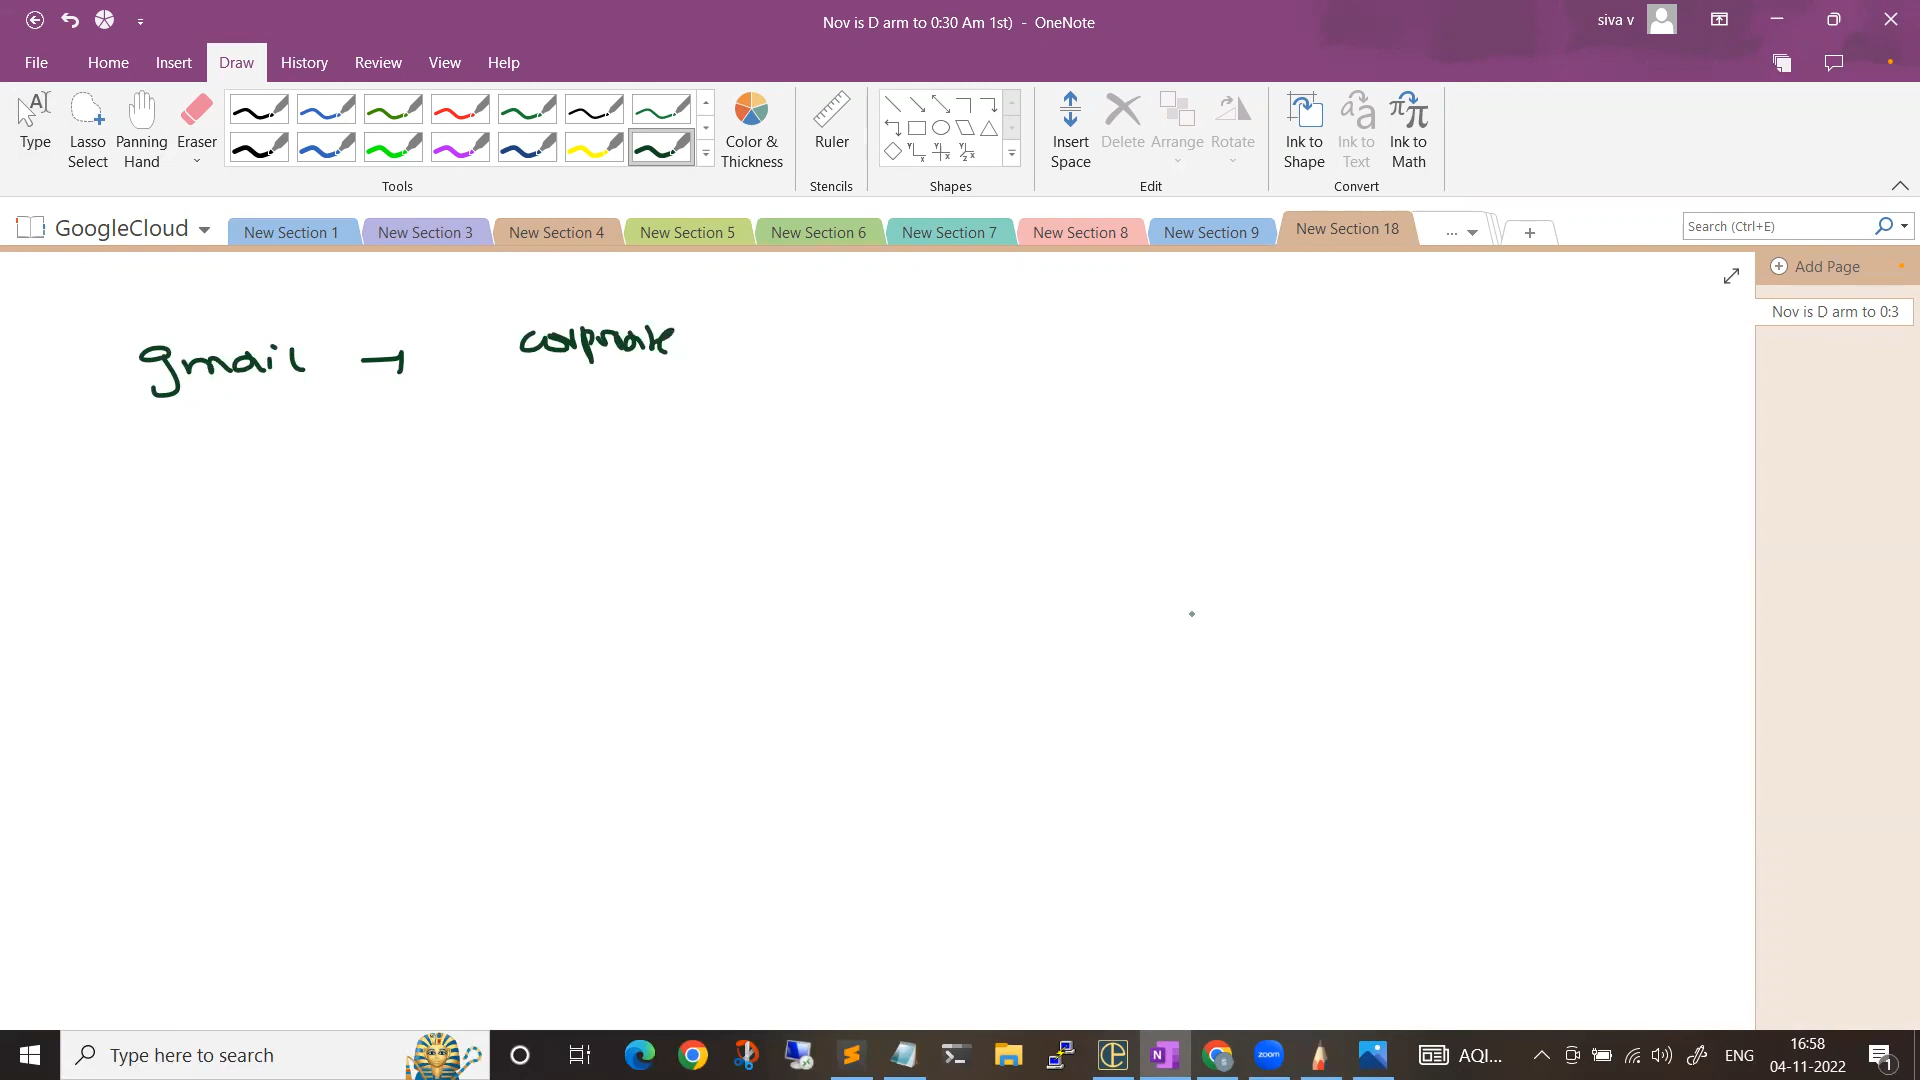 Nov is D arm to 0:30 Am 1st) - OneNote
siva v
File Home Insert Draw History Review View Help
Type
Lasso Select
Panning Hand
Eraser
Color & Thickness
Ruler
Insert Space
Delete
Arrange
Rotate
Ink to Shape
Ink to Text
Ink to Math
Tools
Stencils
Shapes
Edit
Convert
GoogleCloud
New Section 1
New Section 3
New Section 4
New Section 5
New Section 6
New Section 7
New Section 8
New Section 9
New Section 18
...
Search (Ctrl+E)
Add Page
Nov is D arm to 0:3
gmail → corporate
Type here to search
zoom
AQI...
ENG
16:58
04-11-2022
1